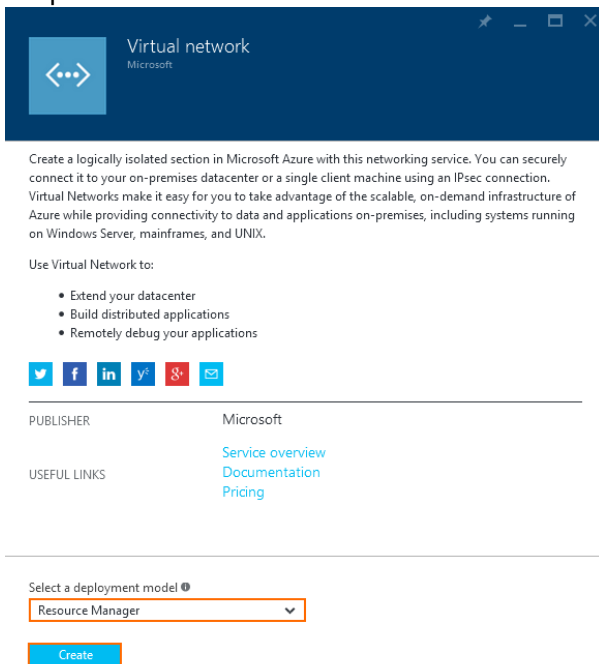 Virtual network
Microsoft
Create a logically isolated section in Microsoft Azure with this networking service. You can securely
connect it to your on-premises datacenter or a single client machine using an IPsec connection.
Virtual Networks make it easy for you to take advantage of the scalable, on-demand infrastructure of
Azure while providing connectivity to data and applications on-premises, including systems running
on Windows Server, mainframes, and UNIX.
Use Virtual Network to:
• Extend your datacenter
• Build distributed applications
• Remotely debug your applications
f in y 8+
PUBLISHER Microsoft
Service overview
USEFUL LINKS Documentation
Pricing
Select a deployment model
Resource Manager
Create